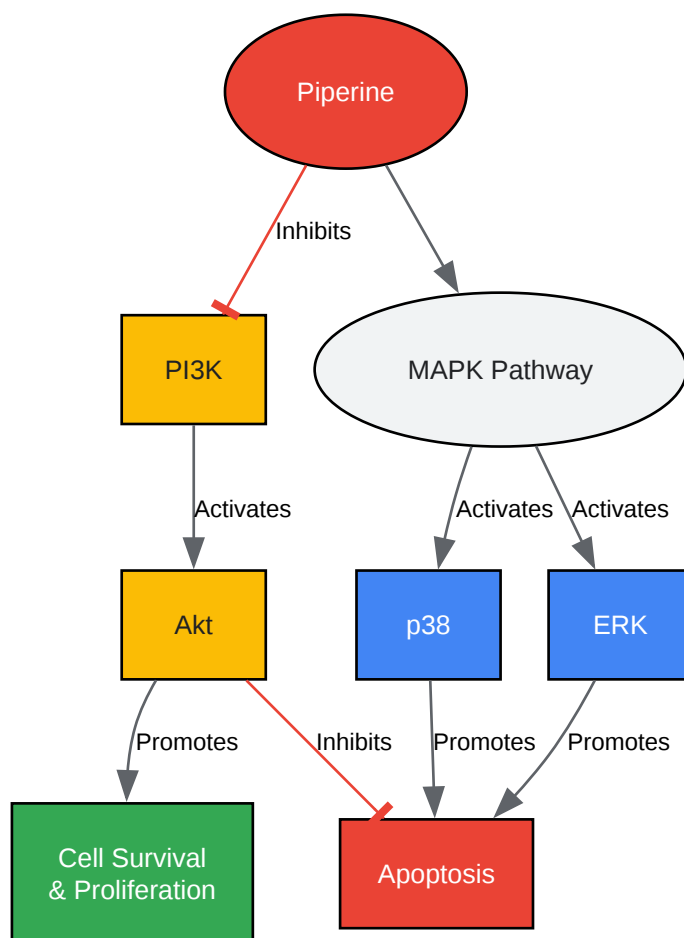 Piperine
Inhibits
PI3K
MAPK Pathway
Activates
Activates
Activates
Akt
p38
ERK
Promotes
Inhibits
Promotes
Promotes
Cell Survival
& Proliferation
Apoptosis